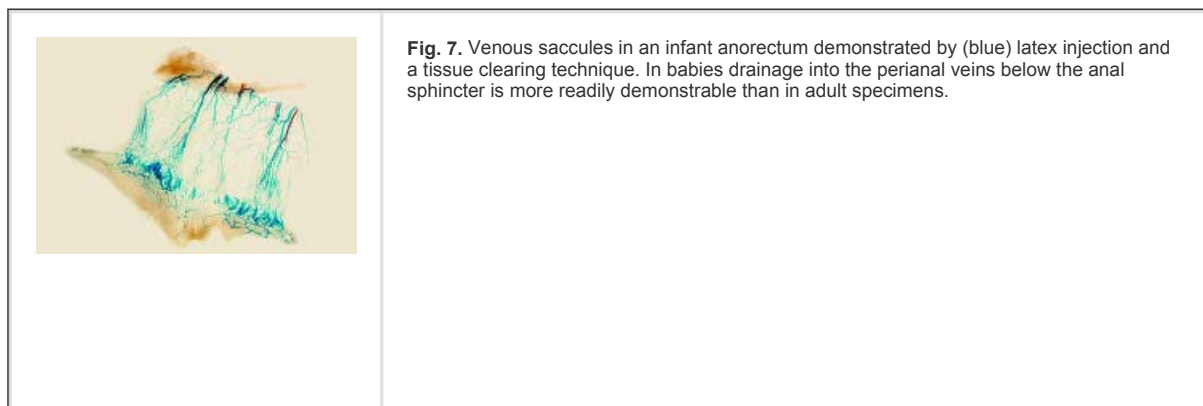 Fig. 7. Venous saccules in an infant anorectum demonstrated by (blue) latex injection and
a tissue clearing technique. In babies drainage into the perianal veins below the anal
sphincter is more readily demonstrable than in adult specimens.